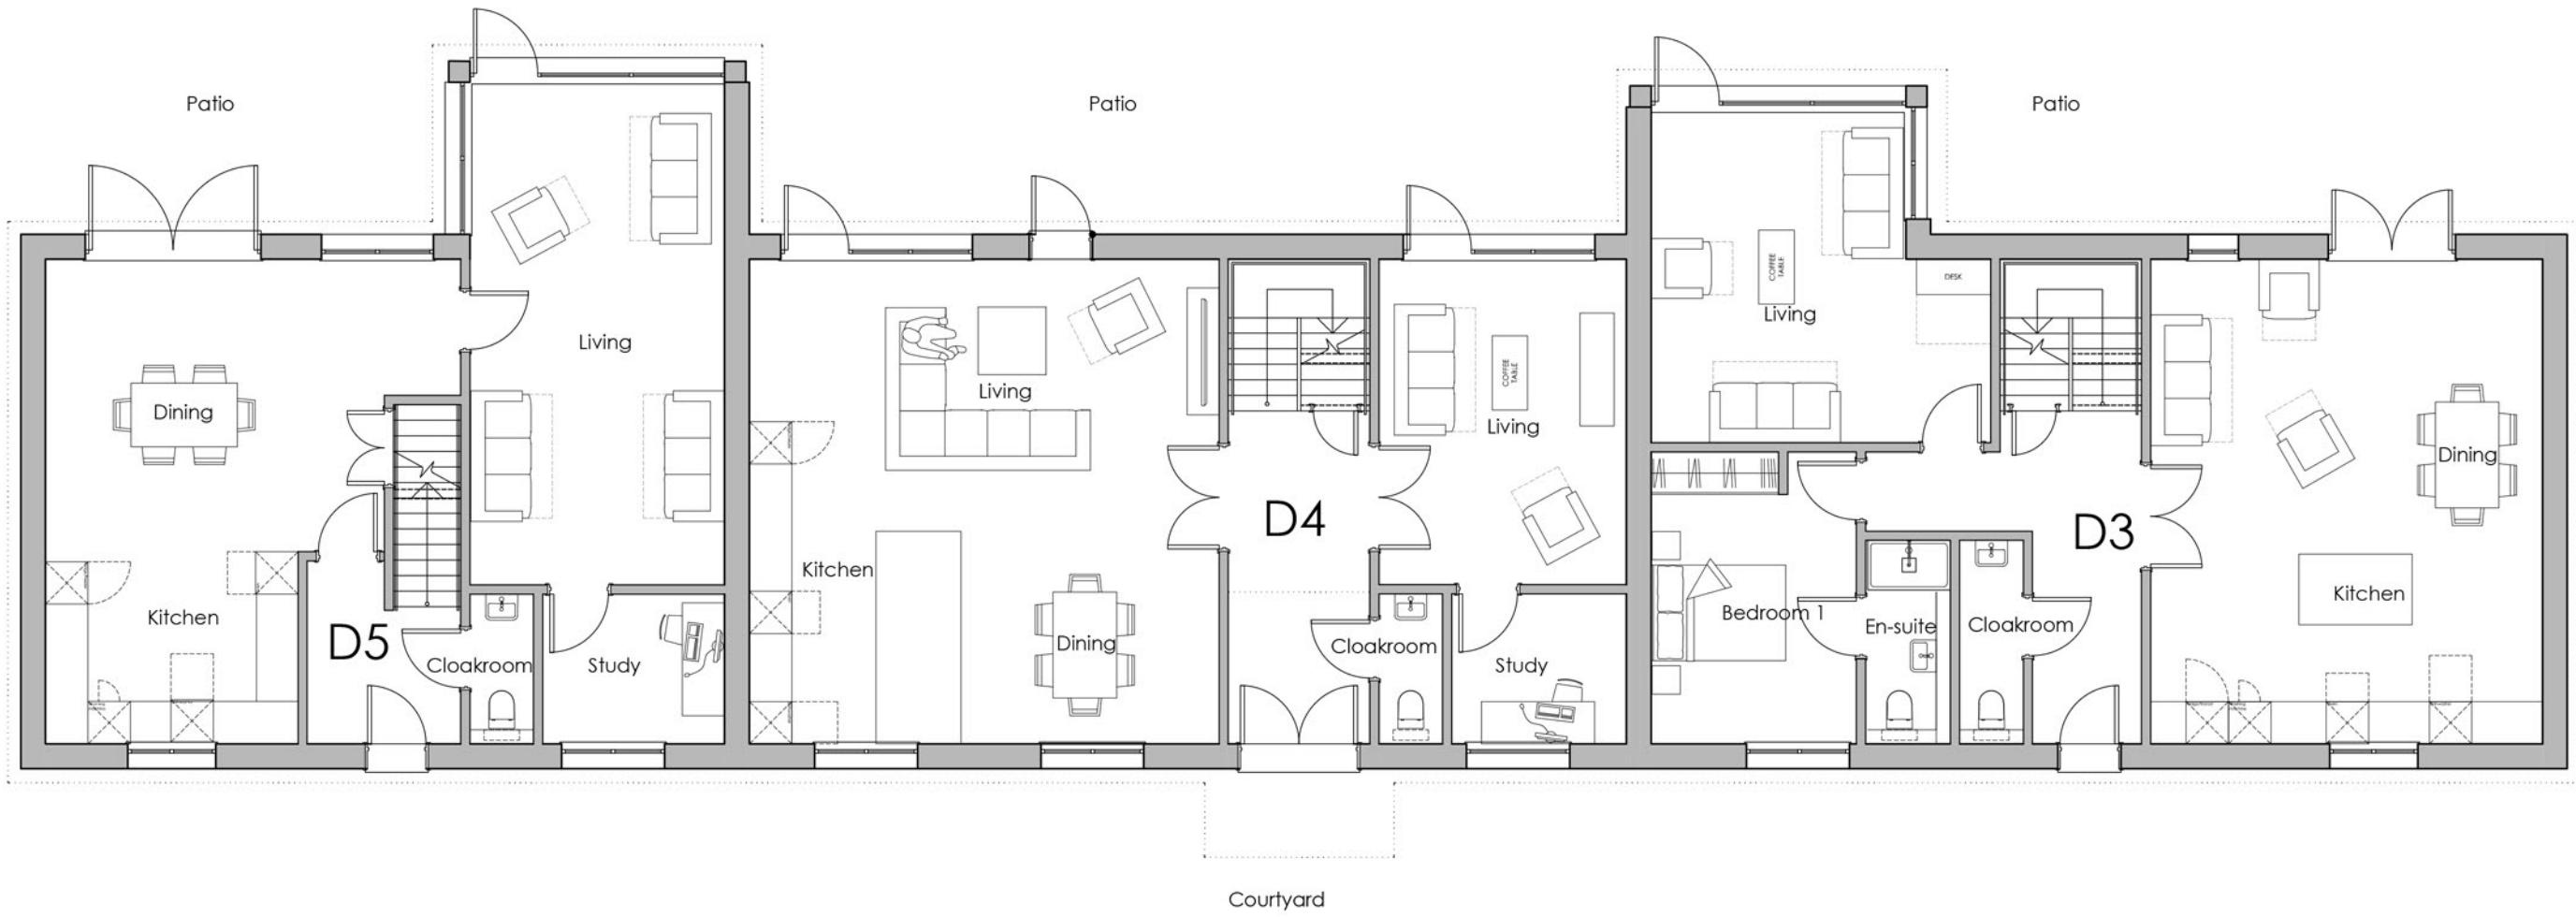 Patio
Patio
Patio
Living
Dining
Kitchen
D5
Cloakroom
Study
Living
Kitchen
Dining
D4
COFFEE
TABLE
Living
Cloakroom
Study
COFFEE
TABLE
Living
DESK
Bedroom 1
En-suite
Cloakroom
D3
Dining
Kitchen
Courtyard